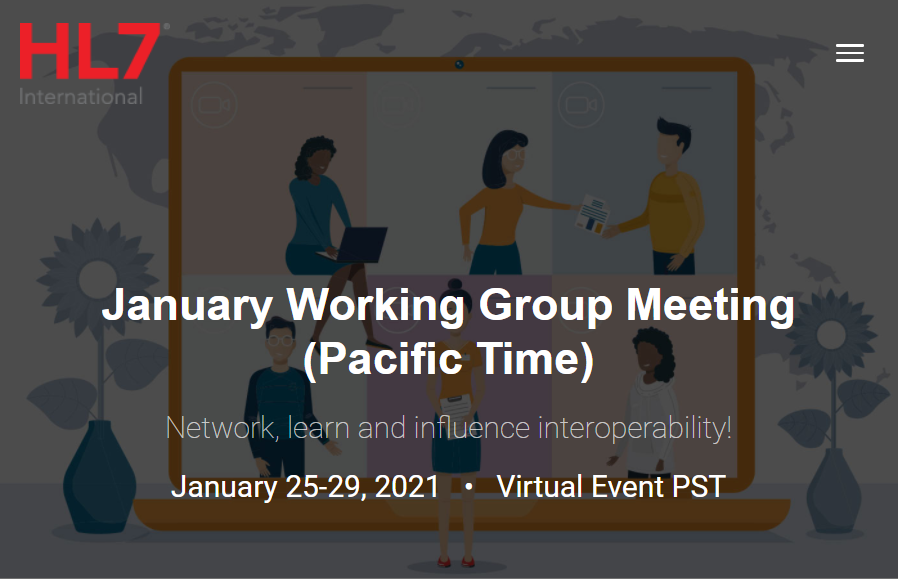 HL7®
International
January Working Group Meeting
(Pacific Time)
Network, learn and influence interoperability!
January 25-29, 2021 • Virtual Event PST